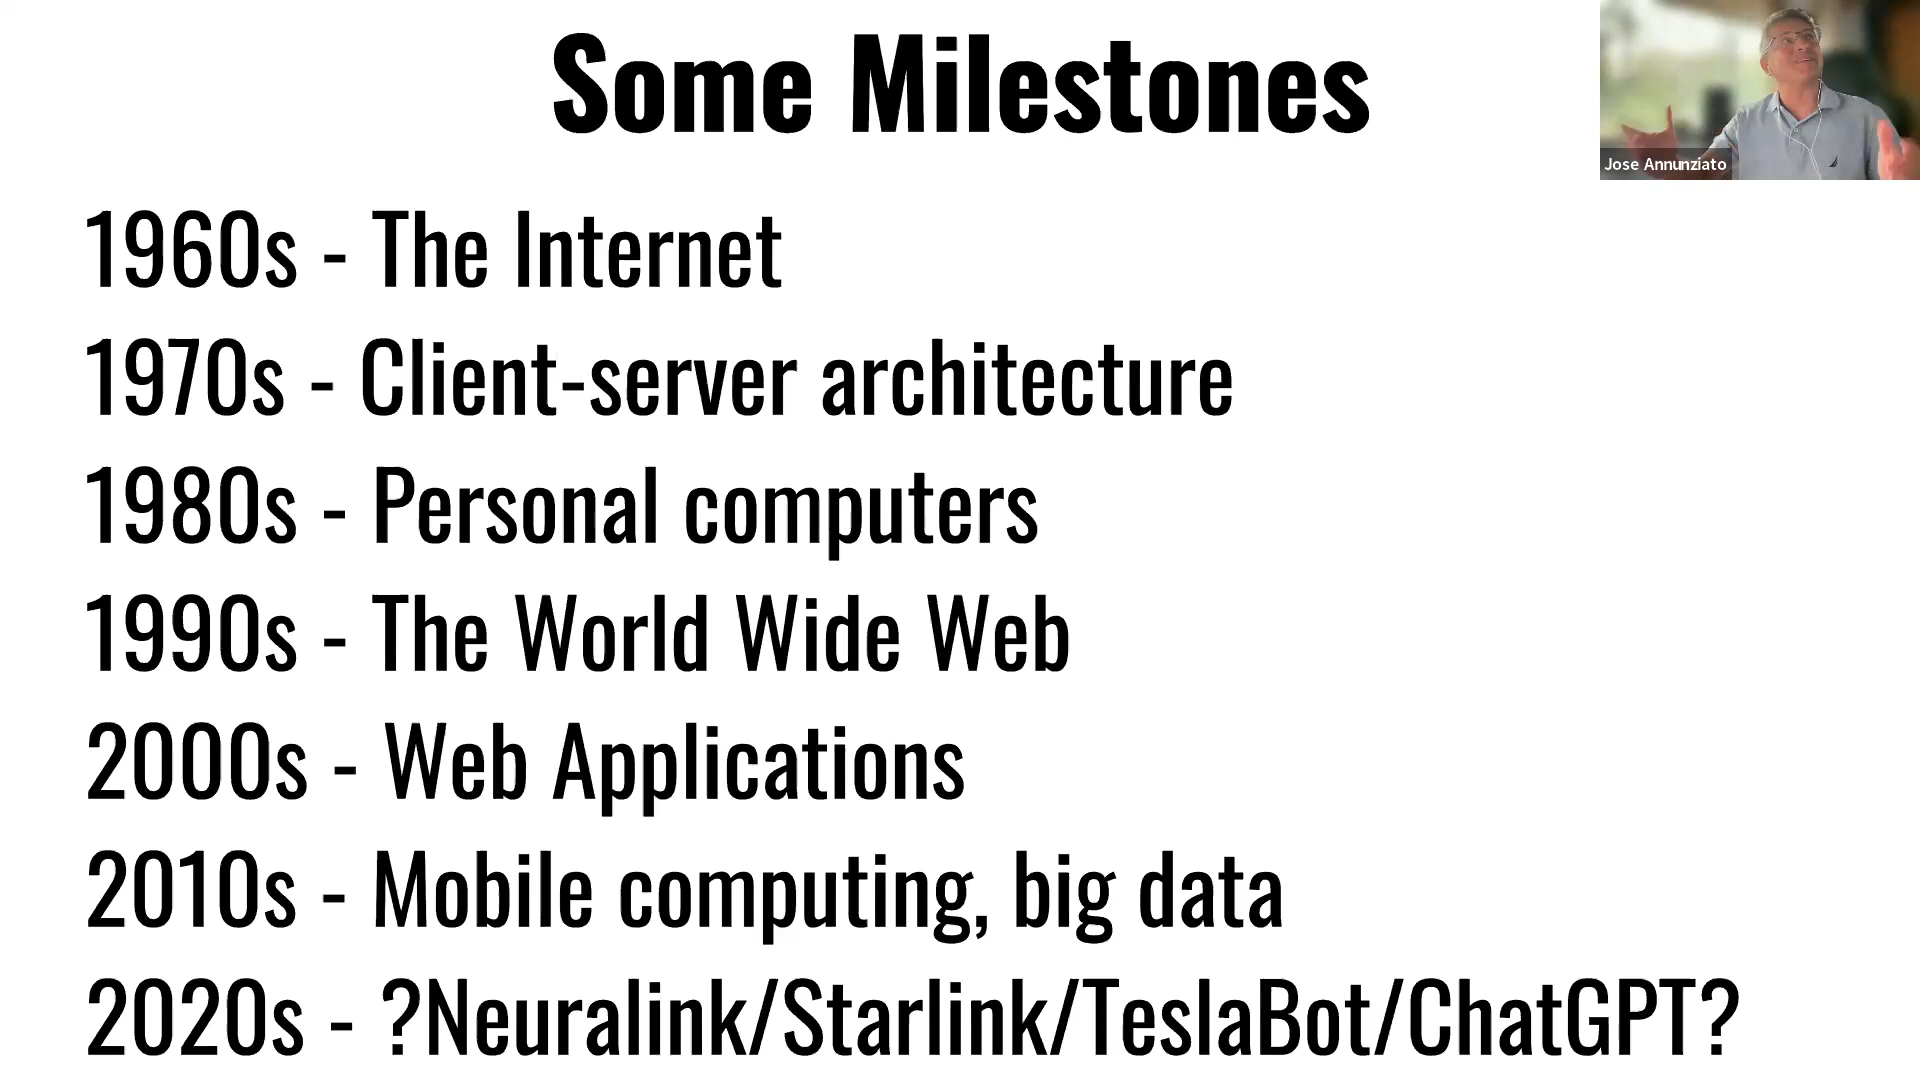 Some Milestones
Jose Annunziato
1960s - The Internet
1970s - Client-server architecture
1980s - Personal computers
1990s - The World Wide Web
2000s - Web Applications
2010s - Mobile computing, big data
2020s - ?Neuralink/Starlink/TeslaBot/ChatGPT?